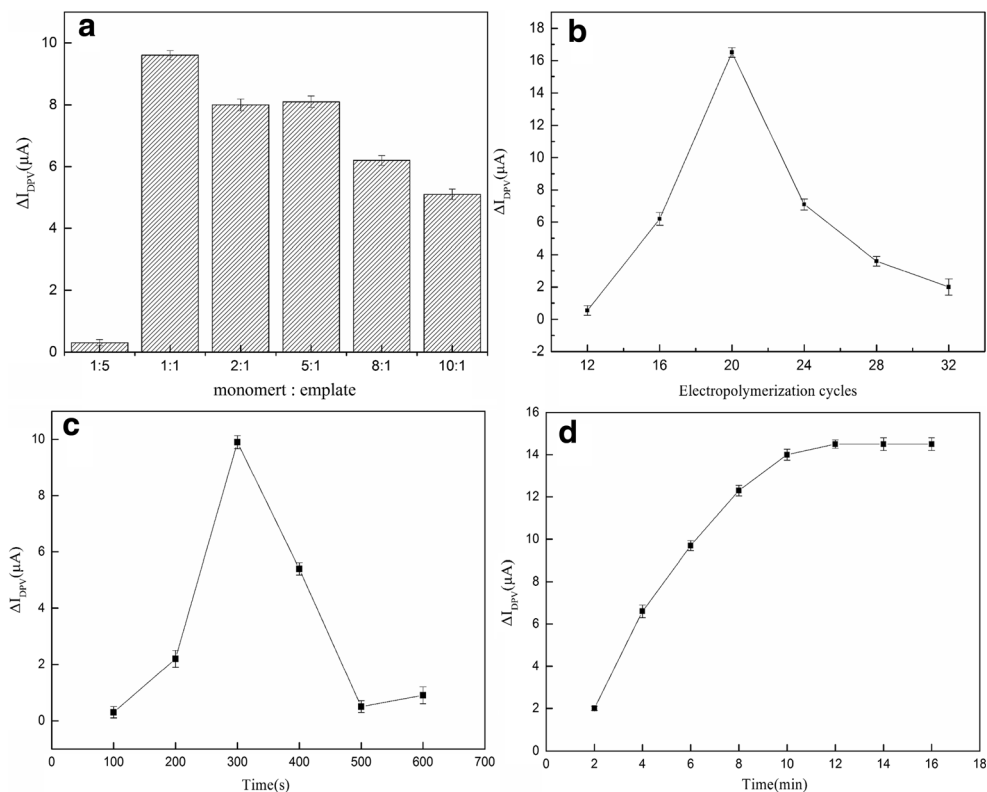 a
10
8
6
4
2
0
ΔI_DPV(μA)
1:5 1:1 2:1 5:1 8:1 10:1
monomert : emplate
b
18
16
14
12
10
8
6
4
2
0
-2
ΔI_DPV(μA)
12 16 20 24 28 32
Electropolymerization cycles
c
10
8
6
4
2
0
ΔI_DPV(μA)
0 100 200 300 400 500 600 700
Time(s)
d
16
14
12
10
8
6
4
2
0
ΔI_DPV(μA)
0 2 4 6 8 10 12 14 16 18
Time(min)